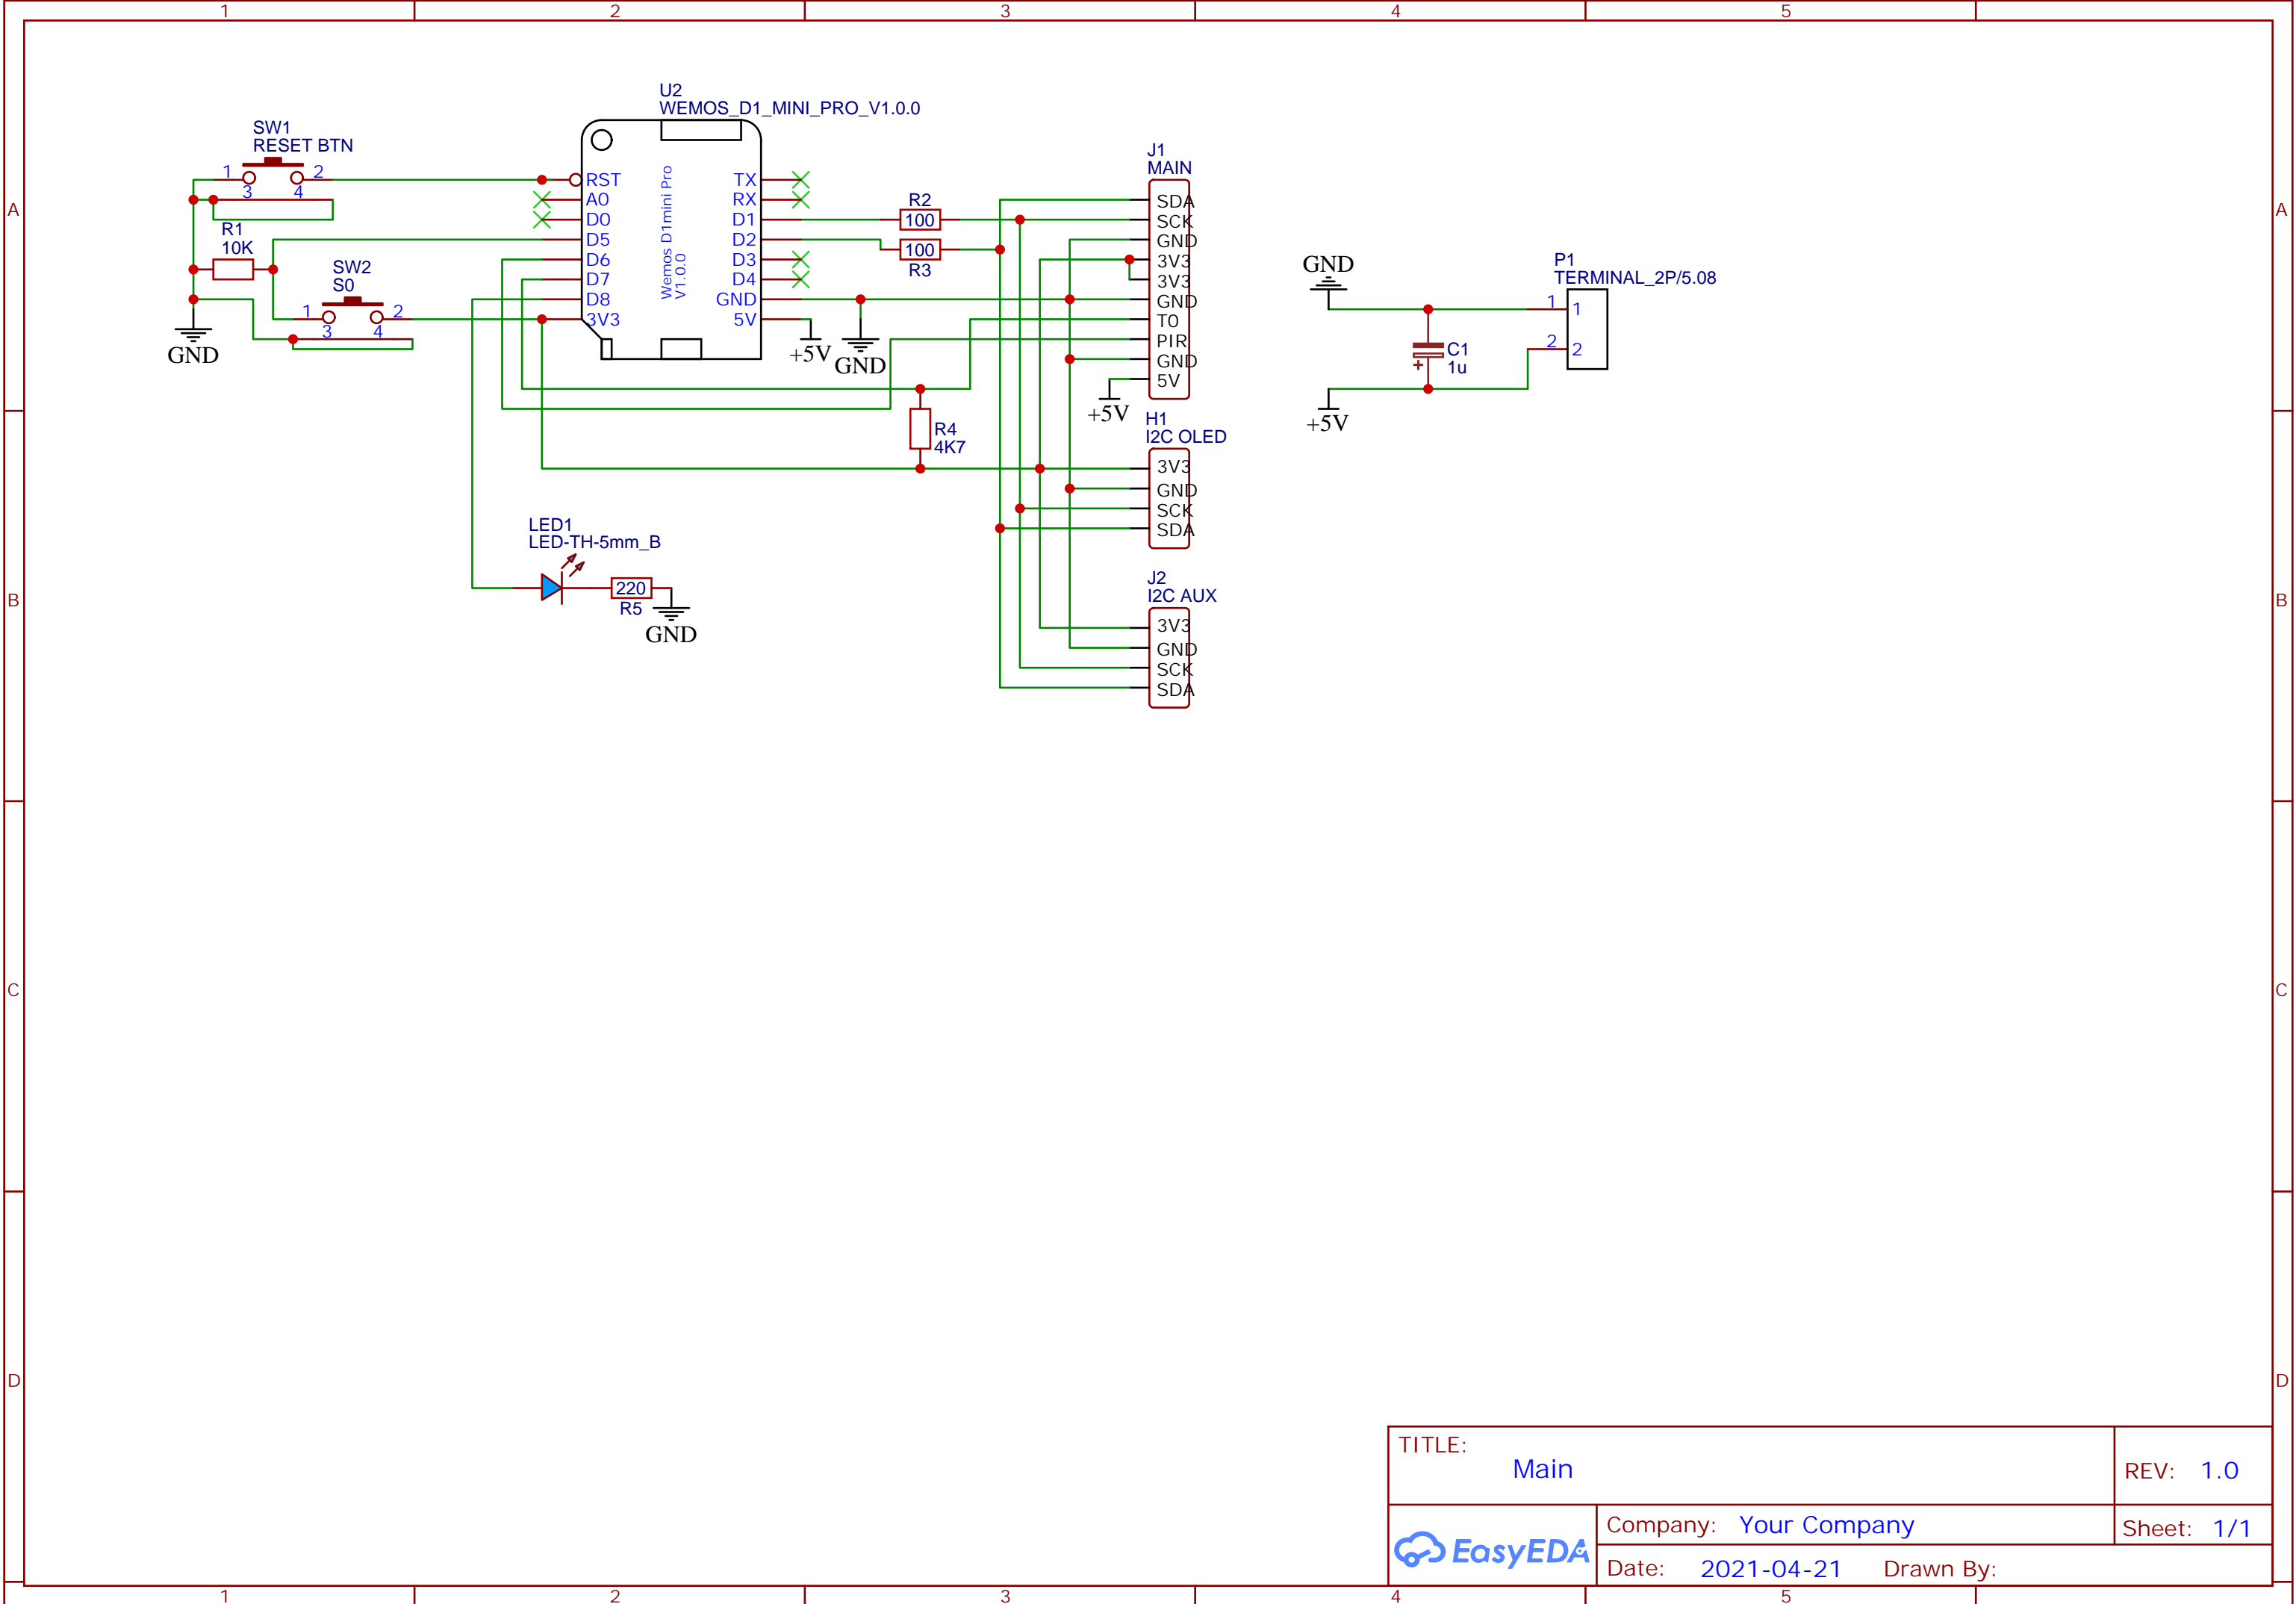 1 2 3 4 5
A A
B B
C C
D D
1 2 3 4 5
SW1
RESET BTN
1 2
3 4
R1
10K
SW2
S0
1 2
3 4
GND
U2
WEMOS_D1_MINI_PRO_V1.0.0
Wemos D1mini Pro
V1.0.0
RST
A0
D0
D5
D6
D7
D8
3V3
TX
RX
D1
D2
D3
D4
GND
5V
+5V
GND
R2
100
100
R3
R4
4K7
LED1
LED-TH-5mm_B
220
R5
GND
J1
MAIN
SDA
SCK
GND
3V3
3V3
GND
T0
PIR
GND
5V
+5V
H1
I2C OLED
3V3
GND
SCK
SDA
J2
I2C AUX
3V3
GND
SCK
SDA
GND
+5V
C1
1u
+
P1
TERMINAL_2P/5.08
1 1
2 2
TITLE:
Main
REV: 1.0
EasyEDA
Company: Your Company
Sheet: 1/1
Date: 2021-04-21 Drawn By: